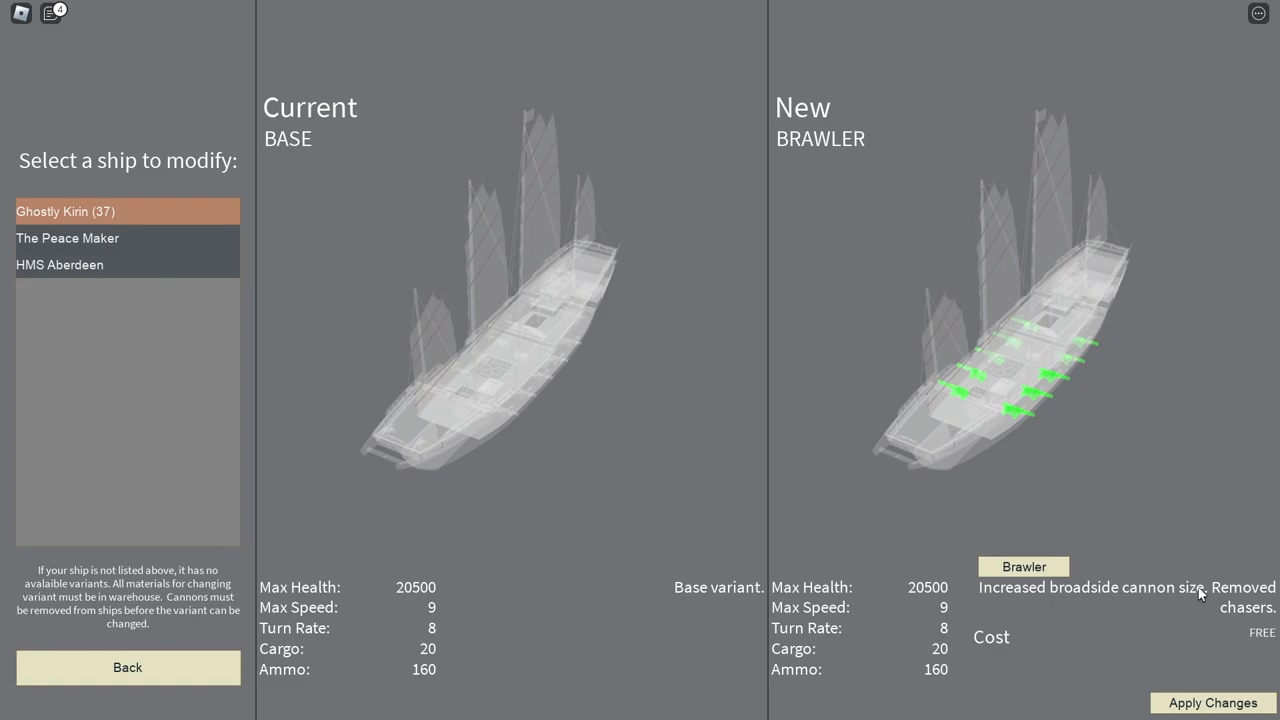 4
Select a ship to modify:
Ghostly Kirin (37)
The Peace Maker
HMS Aberdeen
If your ship is not listed above, it has no
avalaible variants. All materials for changing
variant must be in warehouse. Cannons must
be removed from ships before the variant can be
changed.
Back
Current
BASE
Max Health: 20500
Max Speed: 9
Turn Rate: 8
Cargo: 20
Ammo: 160
Base variant.
New
BRAWLER
Max Health: 20500
Max Speed: 9
Turn Rate: 8
Cargo: 20
Ammo: 160
Brawler
Increased broadside cannon size. Removed
chasers.
Cost FREE
Apply Changes